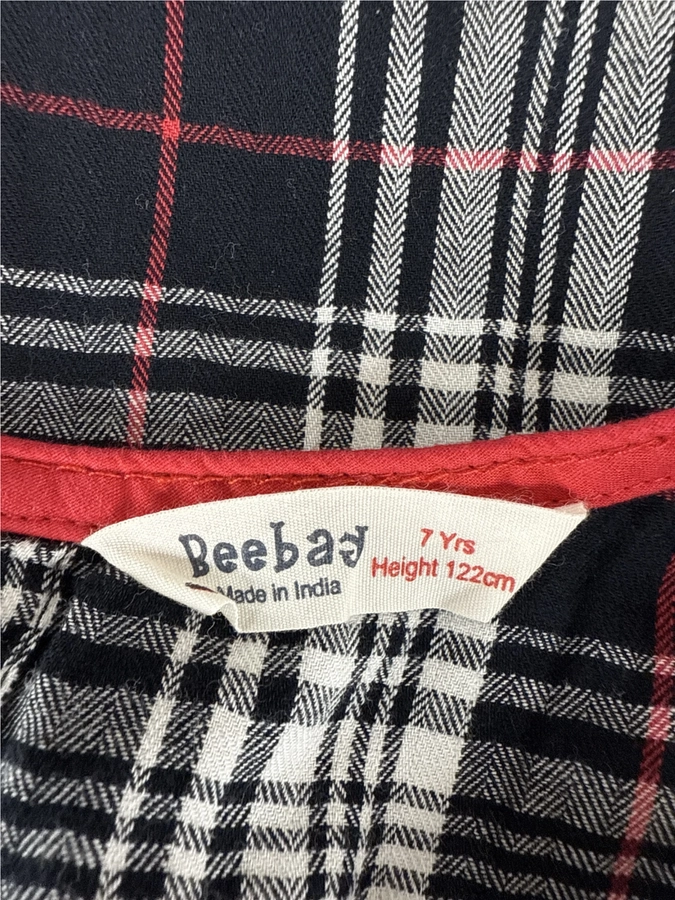 Beebay
7 Yrs
Height 122cm
Made in India